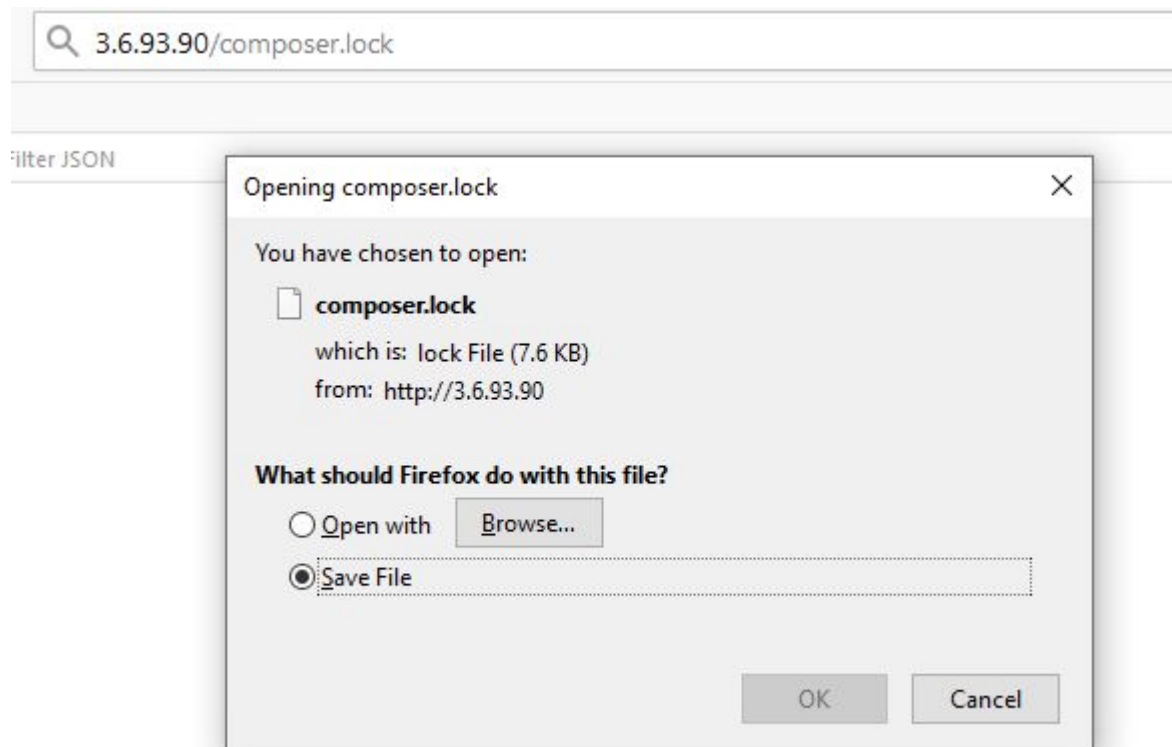 3.6.93.90/composer.lock
Filter JSON
Opening composer.lock
You have chosen to open:
composer.lock
which is: lock File (7.6 KB)
from: http://3.6.93.90
What should Firefox do with this file?
Open with Browse...
Save File
OK Cancel